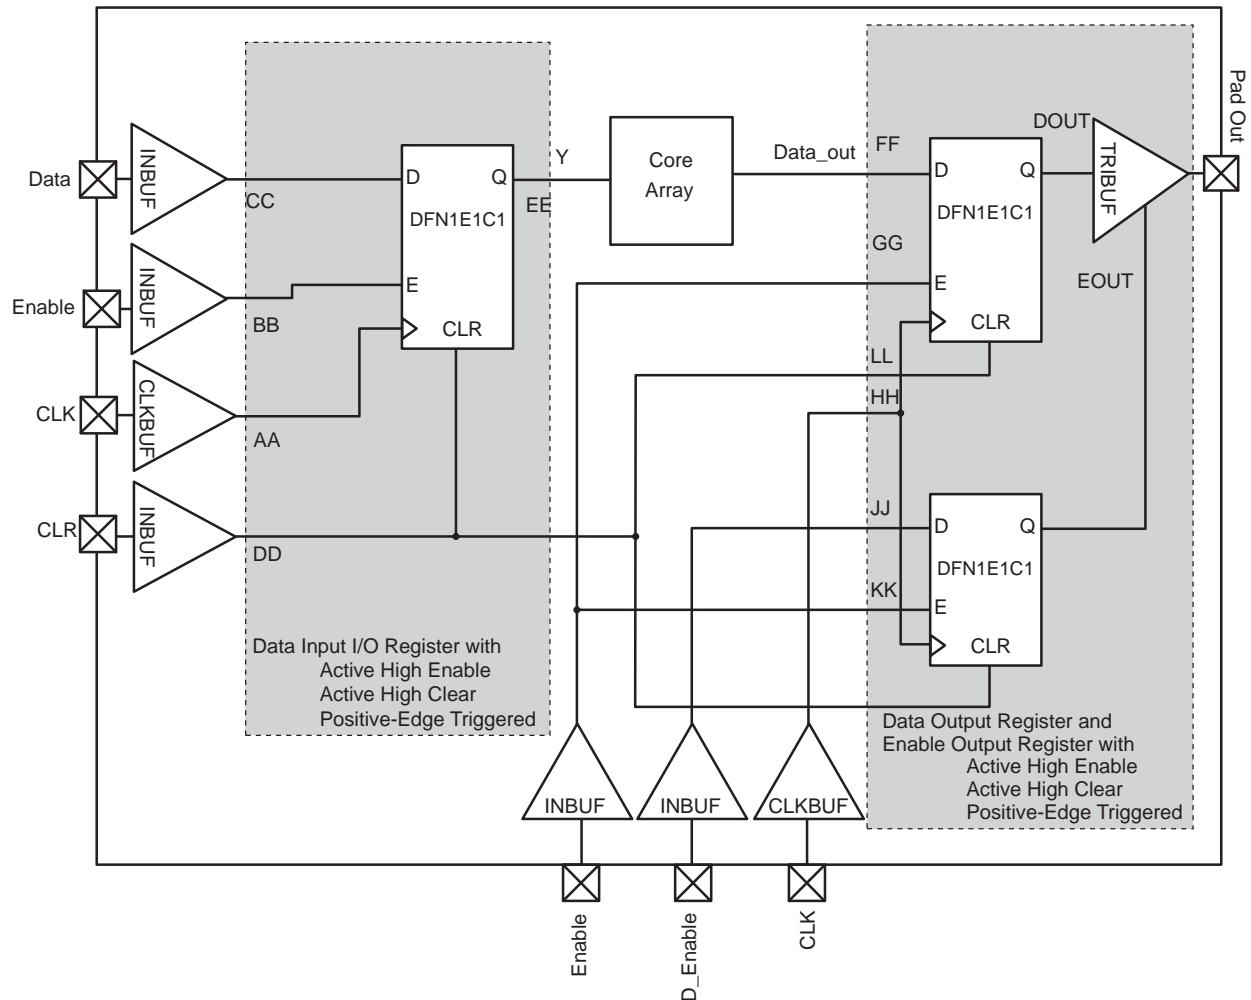 Pad Out
DOUT
INBUF
TRIBUF
FF
Y
Core
Array
Data_out
Data
CC
D
Q
EE
DFN1E1C1
D
Q
DFN1E1C1
GG
INBUF
Enable
BB
E
CLR
EOUT
E
CLR
LL
HH
CLKBUF
CLK
AA
INBUF
CLR
DD
JJ
D
Q
DFN1E1C1
KK
E
CLR
Data Input I/O Register with
Active High Enable
Active High Clear
Positive-Edge Triggered
Data Output Register and
Enable Output Register with
Active High Enable
Active High Clear
Positive-Edge Triggered
INBUF
INBUF
CLKBUF
Enable
D_Enable
CLK